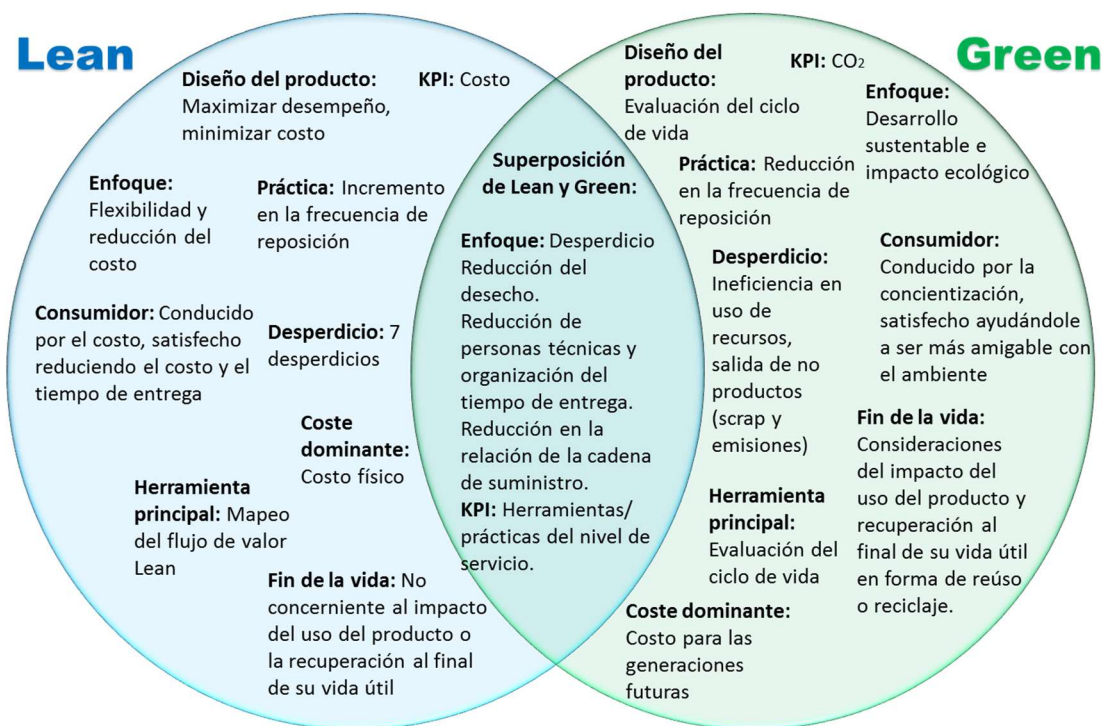 Lean
Diseño del producto:
Maximizar desempeño,
minimizar costo
KPI: Costo
Enfoque:
Flexibilidad y
reducción del
costo
Práctica: Incremento
en la frecuencia de
reposición
Consumidor: Conducido
por el costo, satisfecho
reduciendo el costo y el
tiempo de entrega
Desperdicio: 7
desperdicios
Coste
dominante:
Costo físico
Herramienta
principal: Mapeo
del flujo de valor
Lean
Fin de la vida: No
concerniente al impacto
del uso del producto o
la recuperación al final
de su vida útil
Superposición
de Lean y Green:
Enfoque: Desperdicio
Reducción del
desecho.
Reducción de
personas técnicas y
organización del
tiempo de entrega.
Reducción en la
relación de la cadena
de suministro.
KPI: Herramientas/
prácticas del nivel de
servicio.
Green
Diseño del
producto:
Evaluación del ciclo
de vida
KPI: CO2
Enfoque:
Desarrollo
sustentable e
impacto ecológico
Práctica: Reducción
en la frecuencia de
reposición
Desperdicio:
Ineficiencia en
uso de
recursos,
salida de no
productos
(scrap y
emisiones)
Consumidor:
Conducido por la
concientización,
satisfecho ayudándole
a ser más amigable con
el ambiente
Herramienta
principal:
Evaluación del
ciclo de vida
Fin de la vida:
Consideraciones
del impacto del
uso del producto y
recuperación al
final de su vida útil
en forma de reúso
o reciclaje.
Coste dominante:
Costo para las
generaciones
futuras